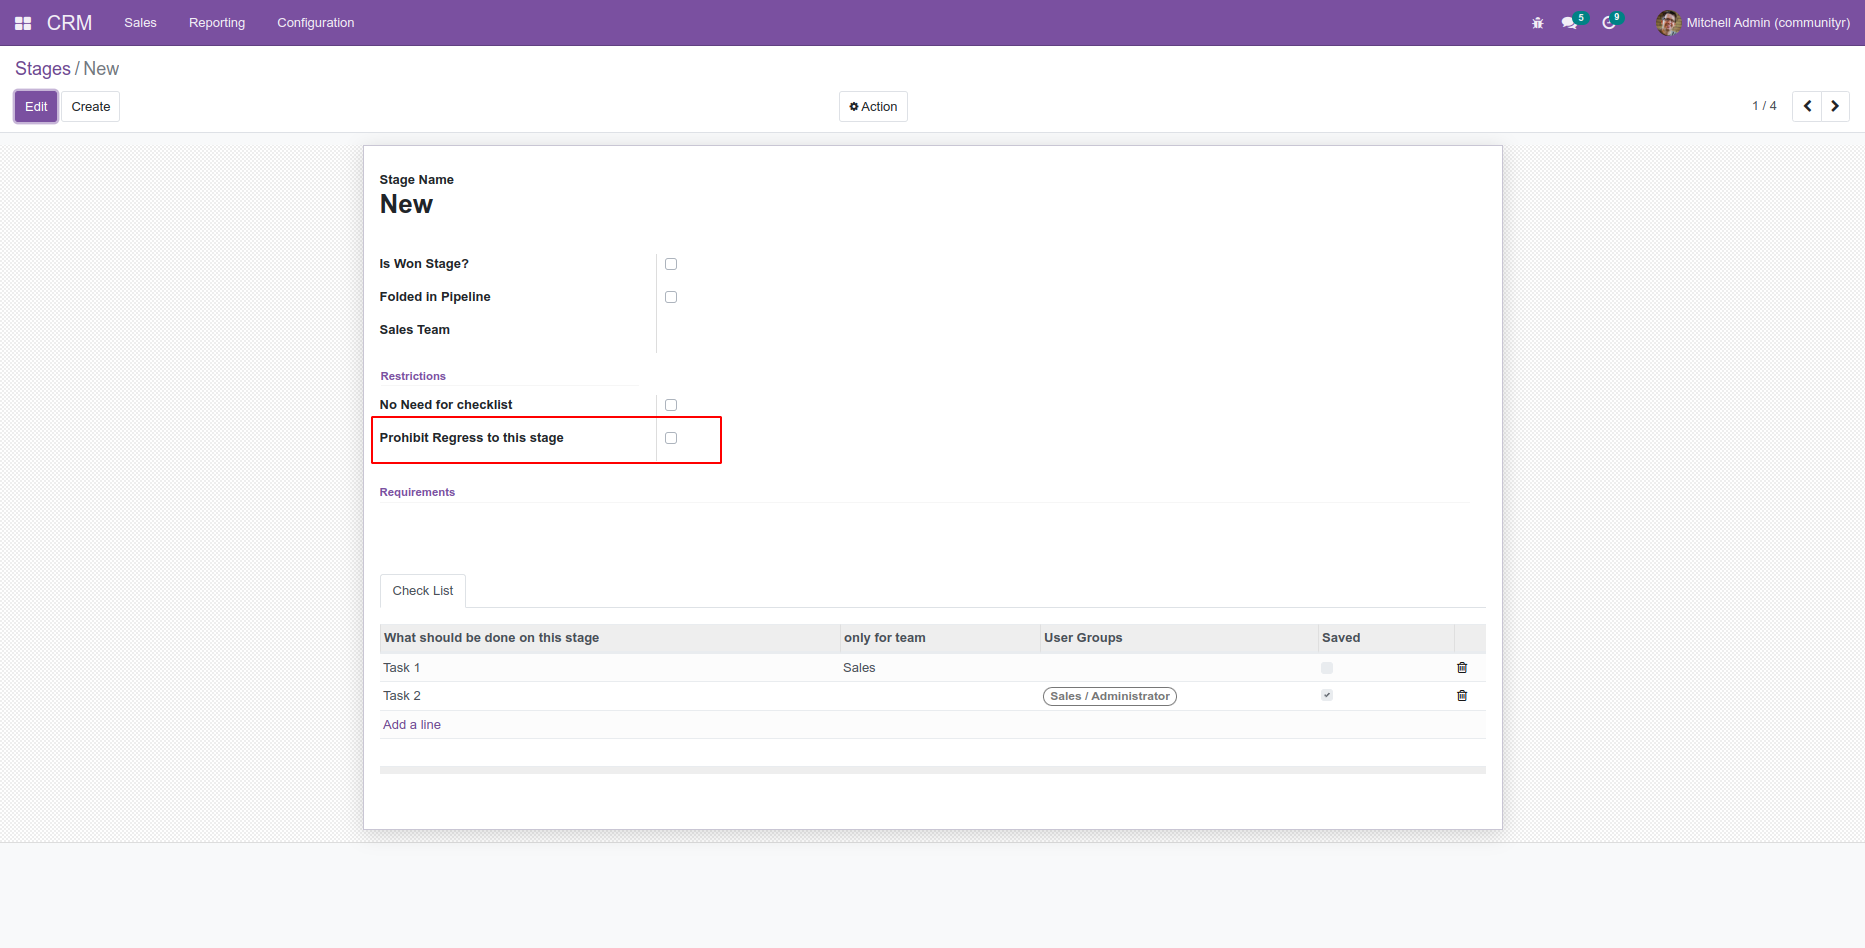 CRM Sales Reporting Configuration 5 9 Mitchell Admin (communityr)
Stages / New
Edit Create Action 1 / 4
Stage Name
New
Is Won Stage?
Folded in Pipeline
Sales Team
Restrictions
No Need for checklist
Prohibit Regress to this stage
Requirements
Check List
What should be done on this stage only for team User Groups Saved
Task 1 Sales
Task 2 Sales / Administrator
Add a line